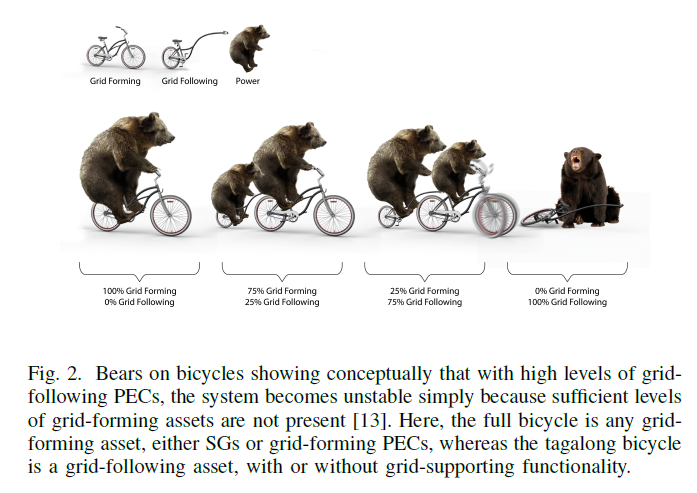 Grid Forming
Grid Following
Power
100% Grid Forming
0% Grid Following
75% Grid Forming
25% Grid Following
25% Grid Forming
75% Grid Following
0% Grid Forming
100% Grid Following
Fig. 2. Bears on bicycles showing conceptually that with high levels of grid-
following PECs, the system becomes unstable simply because sufficient levels
of grid-forming assets are not present [13]. Here, the full bicycle is any grid-
forming asset, either SGs or grid-forming PECs, whereas the tagalong bicycle
is a grid-following asset, with or without grid-supporting functionality.